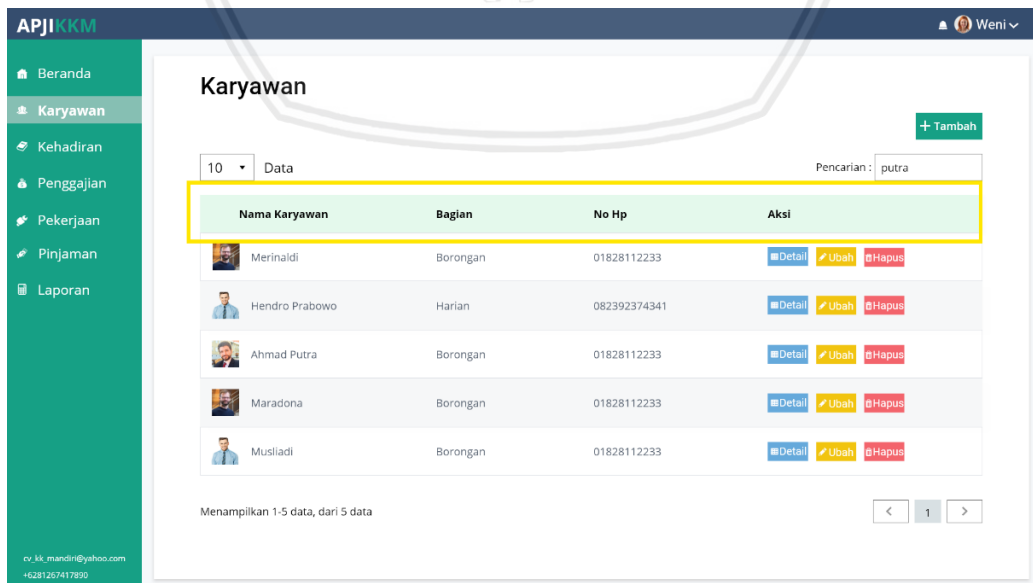 APJIKKM
Weni
Beranda
Karyawan
Kehadiran
Penggajian
Pekerjaan
Pinjaman
Laporan
cv_kk_mandiri@yahoo.com
+6281267417890
Karyawan
+ Tambah
10 Data Pencarian : putra
Nama Karyawan Bagian No Hp Aksi
Merinaldi Borongan 01828112233 Detail Ubah Hapus
Hendro Prabowo Harian 082392374341 Detail Ubah Hapus
Ahmad Putra Borongan 01828112233 Detail Ubah Hapus
Maradona Borongan 01828112233 Detail Ubah Hapus
Musliadi Borongan 01828112233 Detail Ubah Hapus
Menampilkan 1-5 data, dari 5 data < 1 >